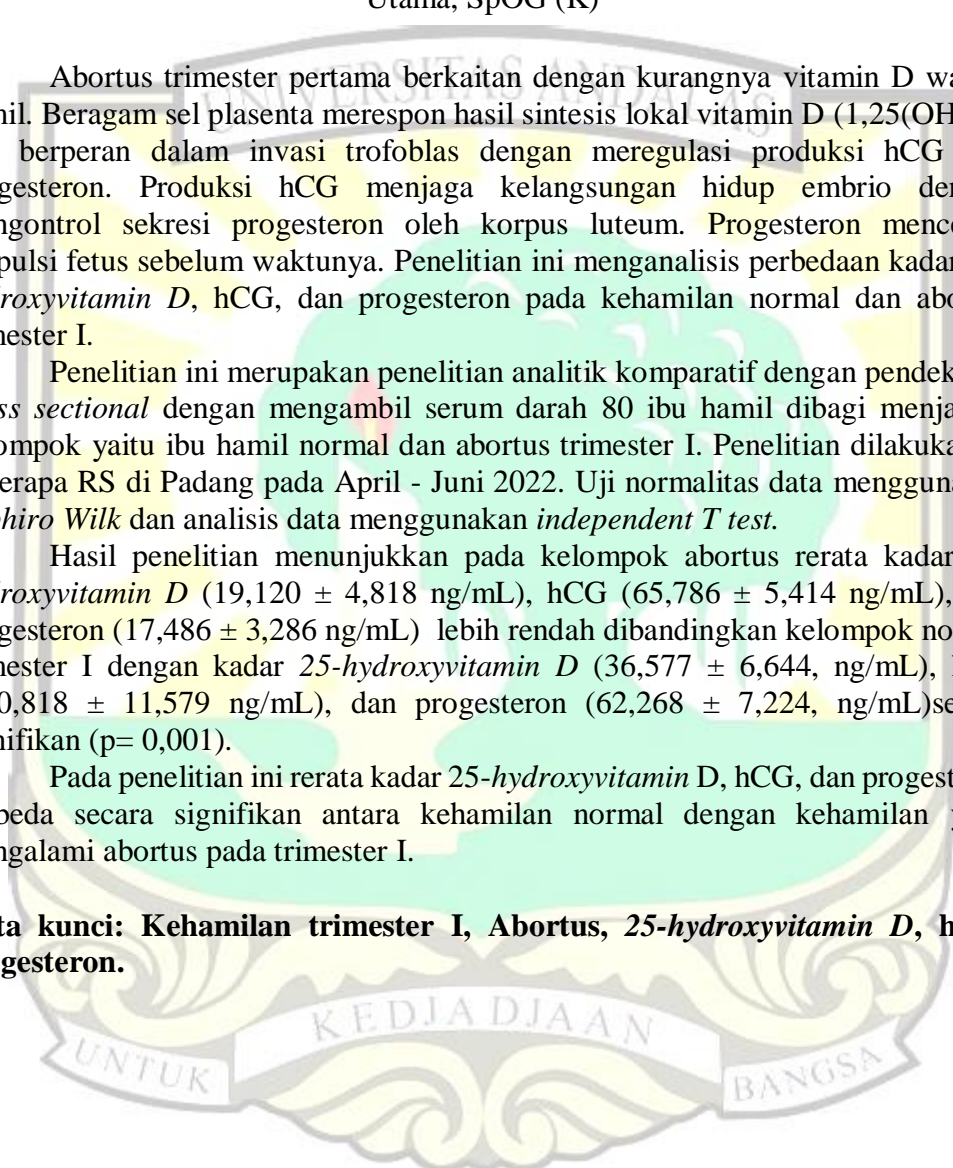 Utama, SpOG (K)
UNIVERSITAS ANDALAS
Abortus trimester pertama berkaitan dengan kurangnya vitamin D wa
nil. Beragam sel plasenta merespon hasil sintesis lokal vitamin D (1,25(OH
berperan dalam invasi trofoblas dengan meregulasi produksi hCG
gesteron. Produksi hCG menjaga kelangsungan hidup embrio der
ngontrol sekresi progesteron oleh korpus luteum. Progesteron mence
pulsi fetus sebelum waktunya. Penelitian ini menganalisis perbedaan kadar
roxyvitamin D, hCG, dan progesteron pada kehamilan normal dan abo
nester I.
Penelitian ini merupakan penelitian analitik komparatif dengan pendek
ss sectional dengan mengambil serum darah 80 ibu hamil dibagi menja
ompok yaitu ibu hamil normal dan abortus trimester I. Penelitian dilakuka
erapa RS di Padang pada April - Juni 2022. Uji normalitas data mengguna
phiro Wilk dan analisis data menggunakan independent T test.
Hasil penelitian menunjukkan pada kelompok abortus rerata kadar
roxyvitamin D (19,120 ± 4,818 ng/mL), hCG (65,786 ± 5,414 ng/mL),
gesteron (17,486 ± 3,286 ng/mL) lebih rendah dibandingkan kelompok no
mester I dengan kadar 25-hydroxyvitamin D (36,577 ± 6,644, ng/mL),
0,818 ± 11,579 ng/mL), dan progesteron (62,268 ± 7,224, ng/mL)se
nifikan (p= 0,001).
Pada penelitian ini rerata kadar 25-hydroxyvitamin D, hCG, dan progest
beda secara signifikan antara kehamilan normal dengan kehamilan
ngalami abortus pada trimester I.
ta kunci: Kehamilan trimester I, Abortus, 25-hydroxyvitamin D, h
gesteron.
UNTUK KEDJADJAAN BANGSA